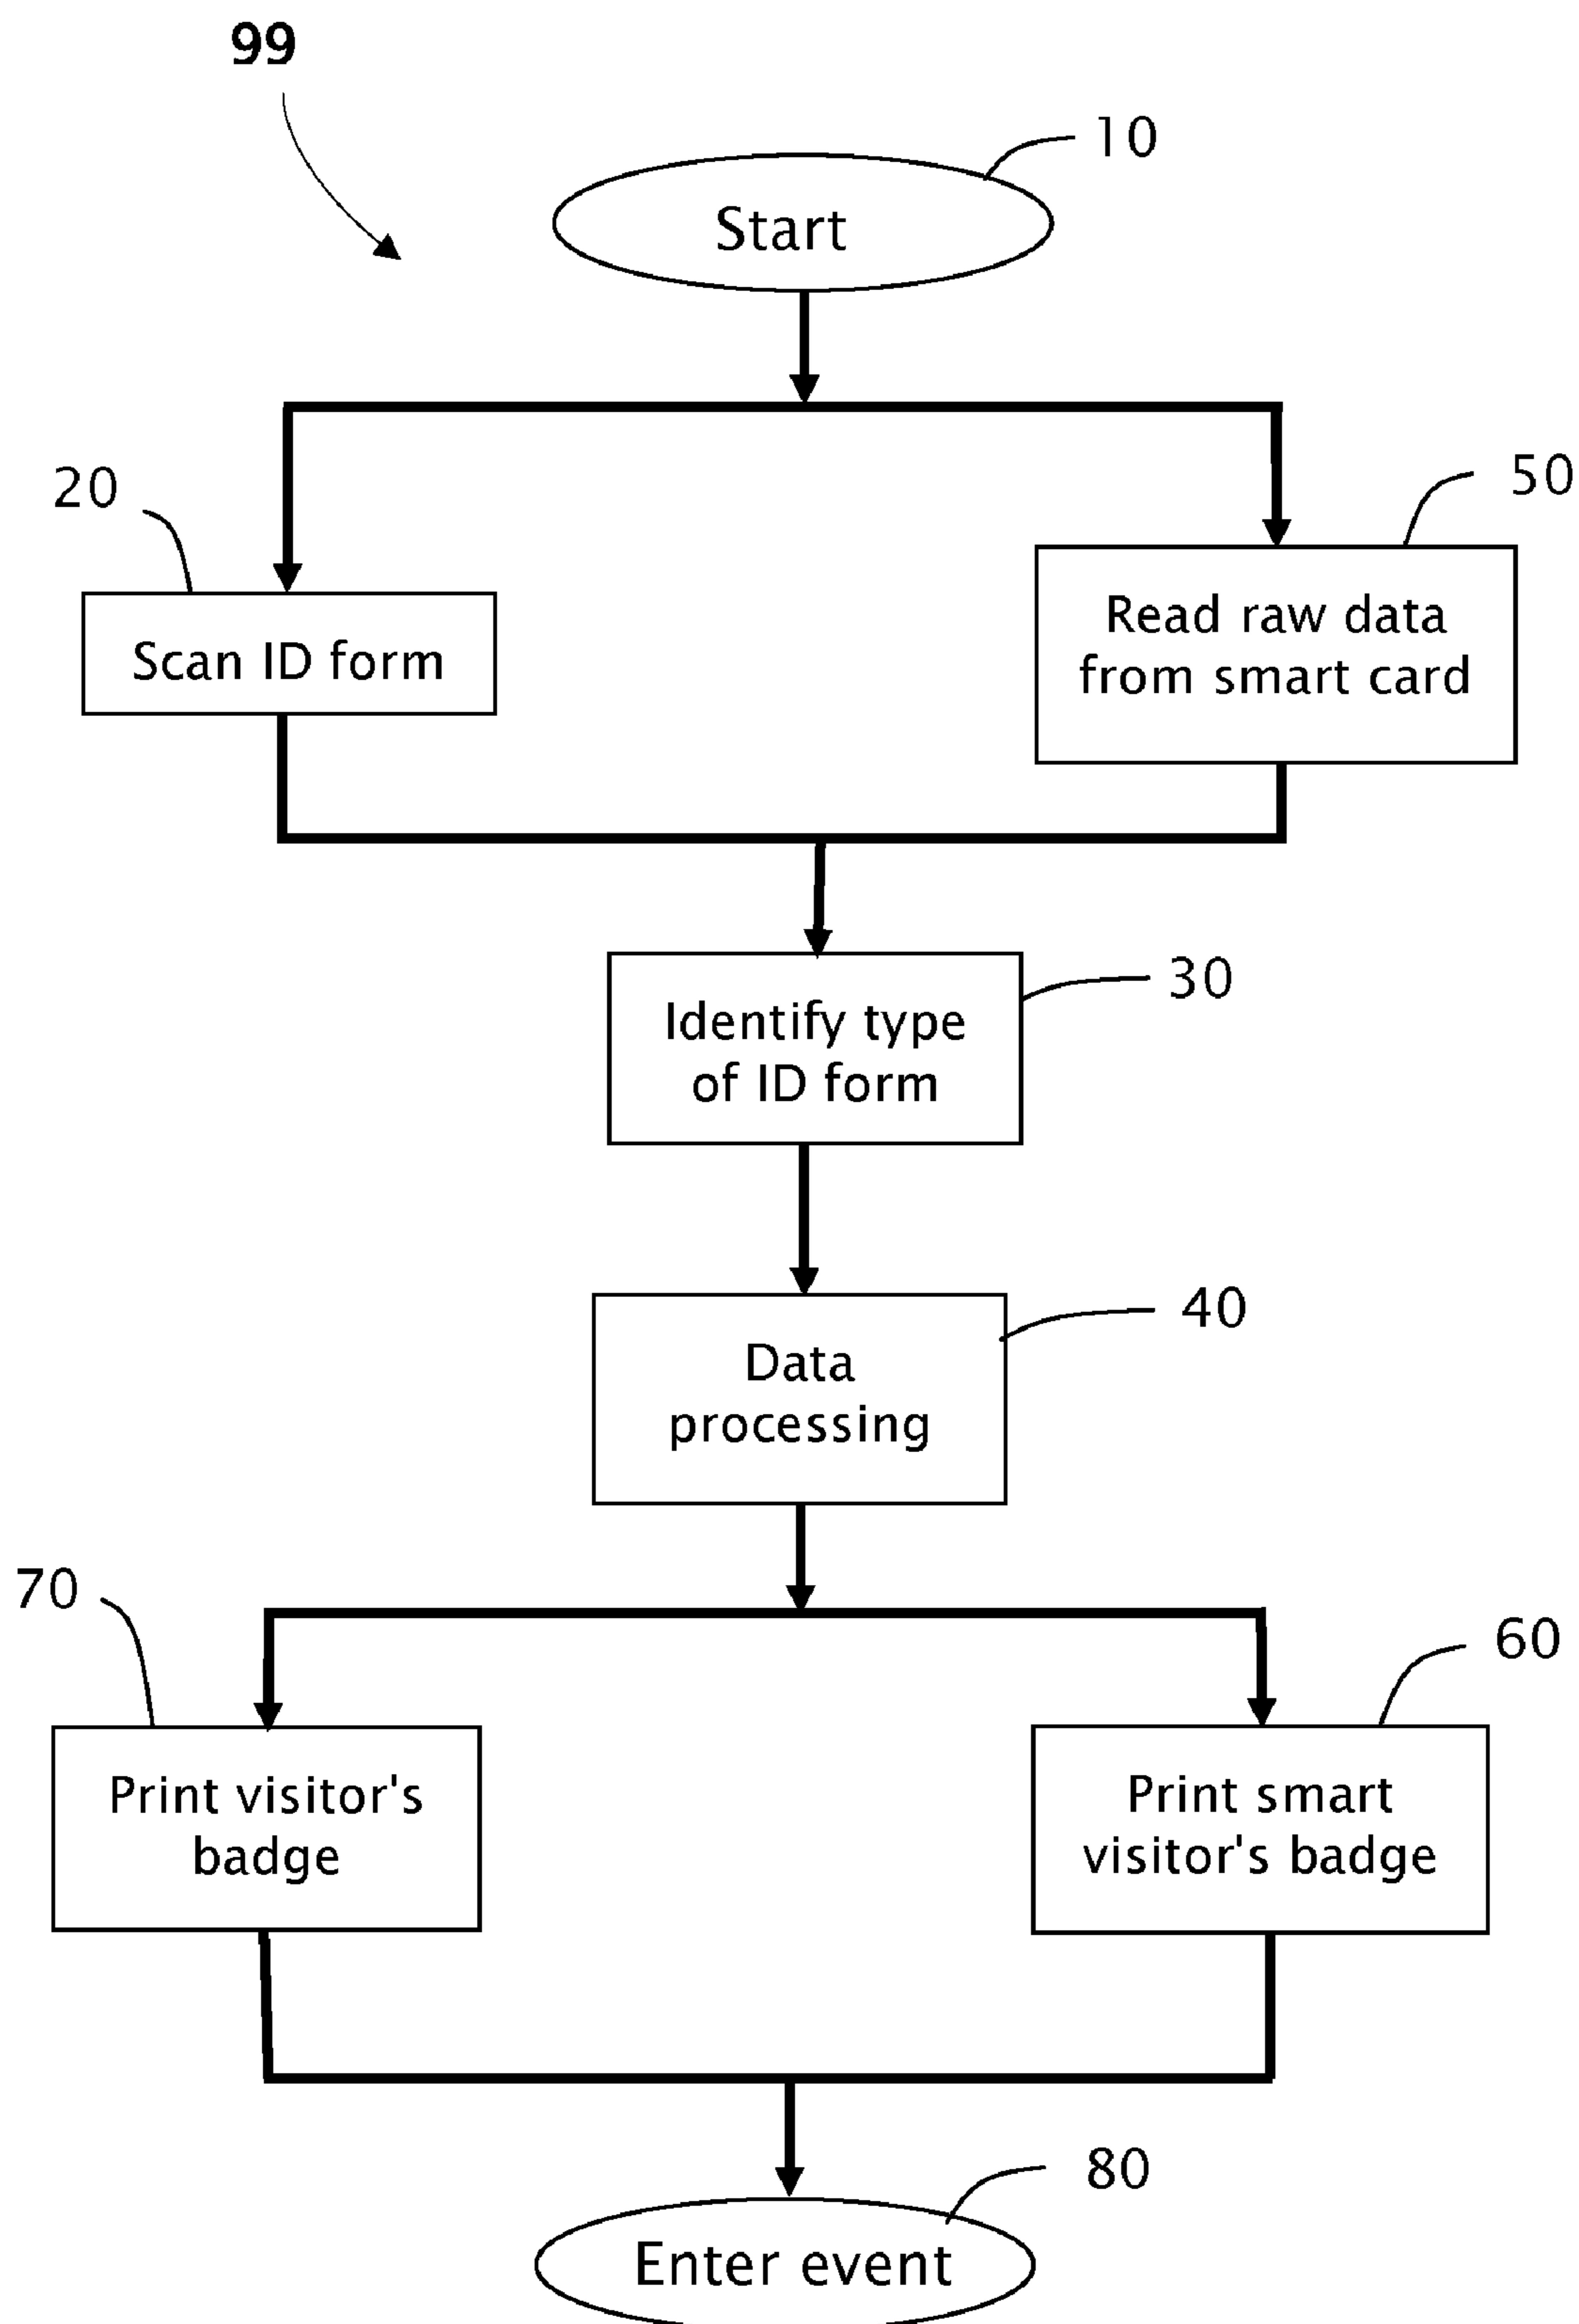 99
10
Start
20
50
Scan ID form
Read raw data
from smart card
30
Identify type
of ID form
40
Data
processing
70
60
Print visitor's
badge
Print smart
visitor's badge
80
Enter event